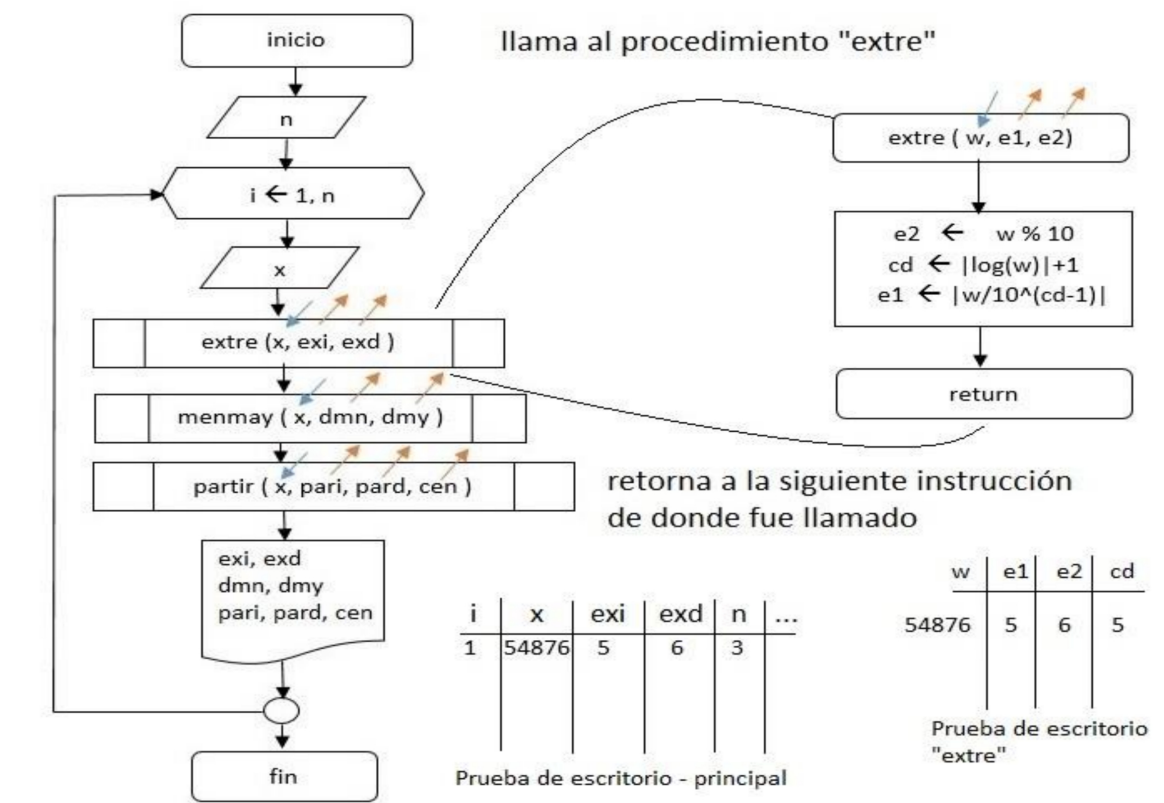 inicio
llama al procedimiento "extre"
n
i ← 1, n
x
extre (x, exi, exd )
menmay ( x, dmn, dmy )
partir ( x, pari, pard, cen )
exi, exd
dmn, dmy
pari, pard, cen
fin
extre ( w, e1, e2)
e2 ← w % 10
cd ← |log(w)|+1
e1 ← |w/10^(cd-1)|
return
retorna a la siguiente instrucción
de donde fue llamado
i x exi exd n ...
1 54876 5 6 3
Prueba de escritorio - principal
w e1 e2 cd
54876 5 6 5
Prueba de escritorio
"extre"